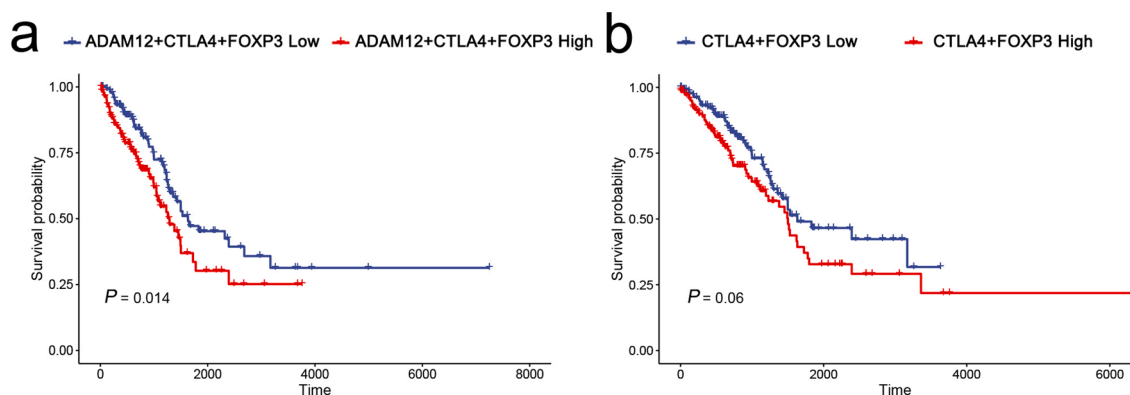 a
ADAM12+CTLA4+FOXP3 Low ADAM12+CTLA4+FOXP3 High
Survival probability
1.00
0.75
0.50
0.25
0.00
P = 0.014
0 2000 4000 6000 8000
Time
b
CTLA4+FOXP3 Low CTLA4+FOXP3 High
Survival probability
1.00
0.75
0.50
0.25
0.00
P = 0.06
0 2000 4000 6000
Time